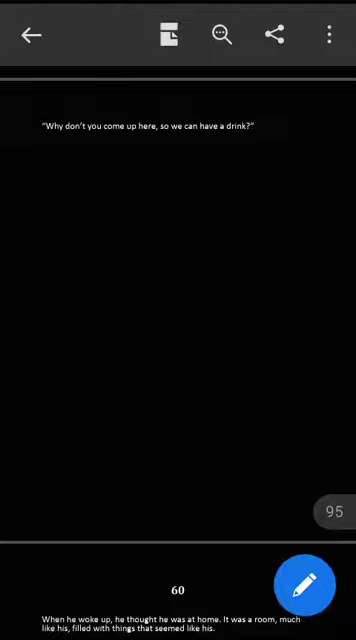 “Why don’t you come up here, so we can have a drink?”
95
60
When he woke up, he thought he was at home. It was a room, much
like his, filled with things that seemed like his.